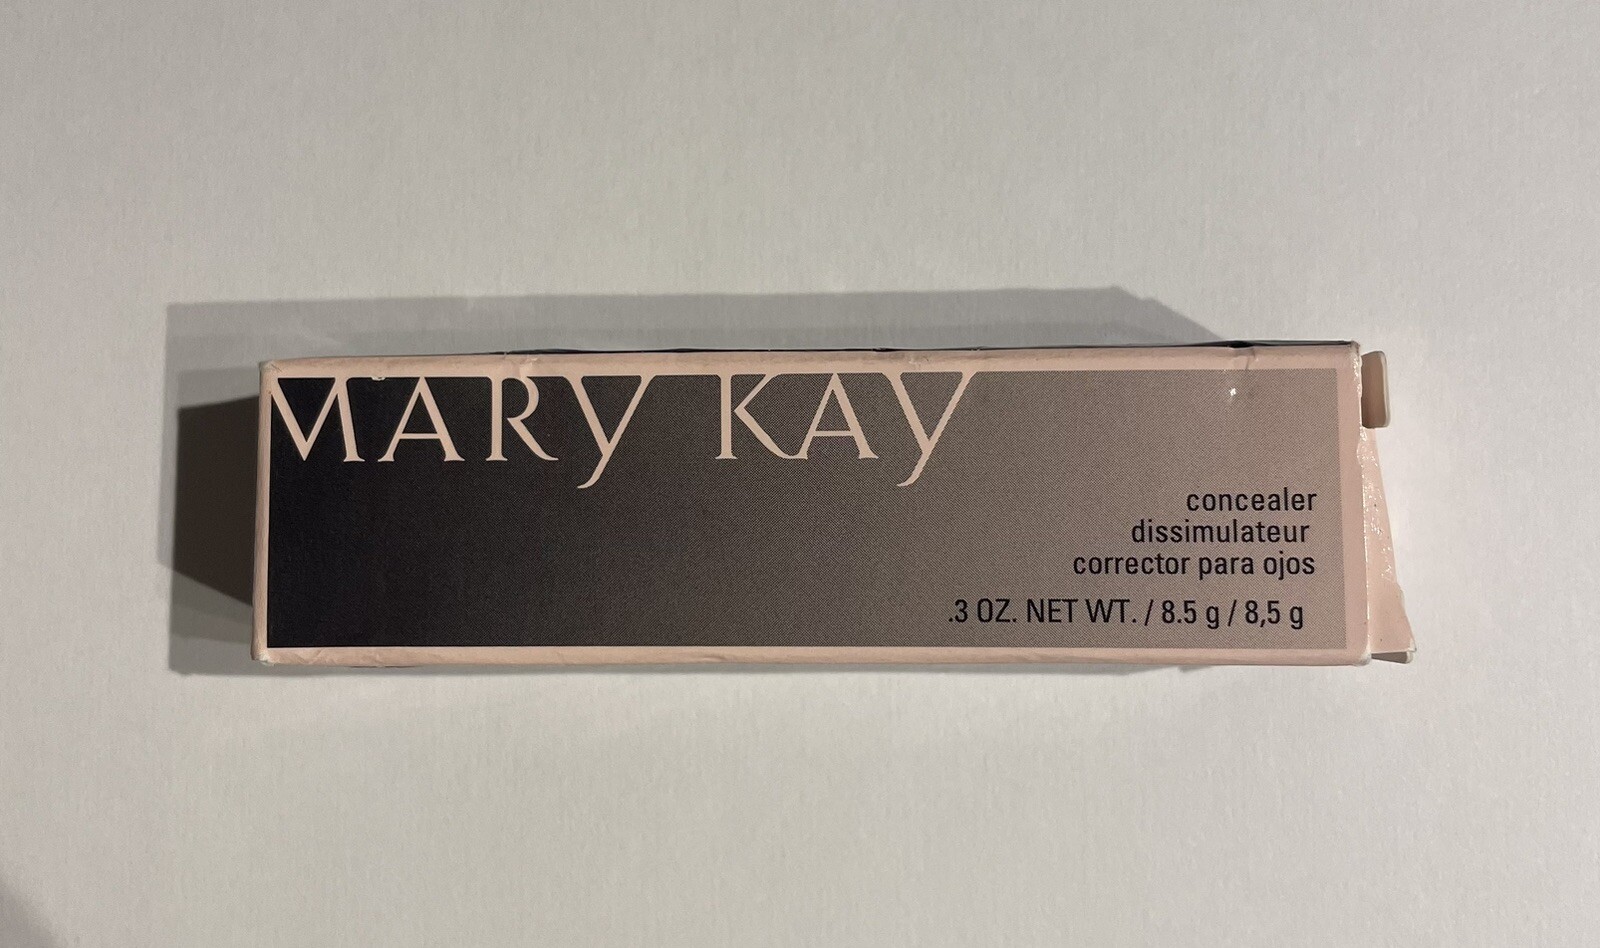 MARY KAY
concealer
dissimulateur
corrector para ojos
.3 OZ. NET WT. / 8.5 g / 8,5 g